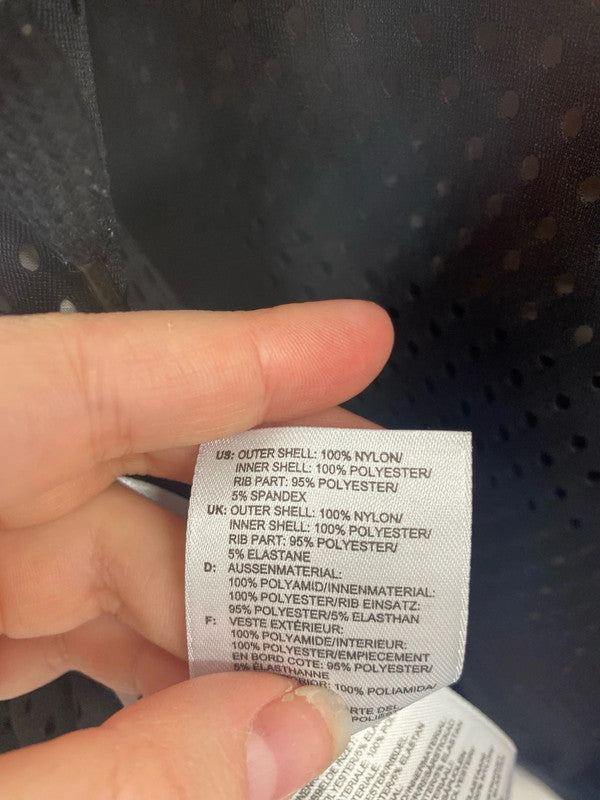 US: OUTER SHELL: 100% NYLON/
INNER SHELL: 100% POLYESTER/
RIB PART: 95% POLYESTER/
5% SPANDEX
UK: OUTER SHELL: 100% NYLON/
INNER SHELL: 100% POLYESTER/
RIB PART: 95% POLYESTER/
5% ELASTANE
D: AUSSENMATERIAL:
100% POLYAMID/INNENMATERIAL:
100% POLYESTER/RIB EINSATZ:
95% POLYESTER/5% ELASTHAN
F: VESTE EXTÉRIEUR:
100% POLYAMIDE/INTERIEUR:
100% POLYESTER/EMPIECEMENT
EN BORD COTE: 95% POLYESTER/
5% ÉLASTHANNE
100% POLIAMIDA/